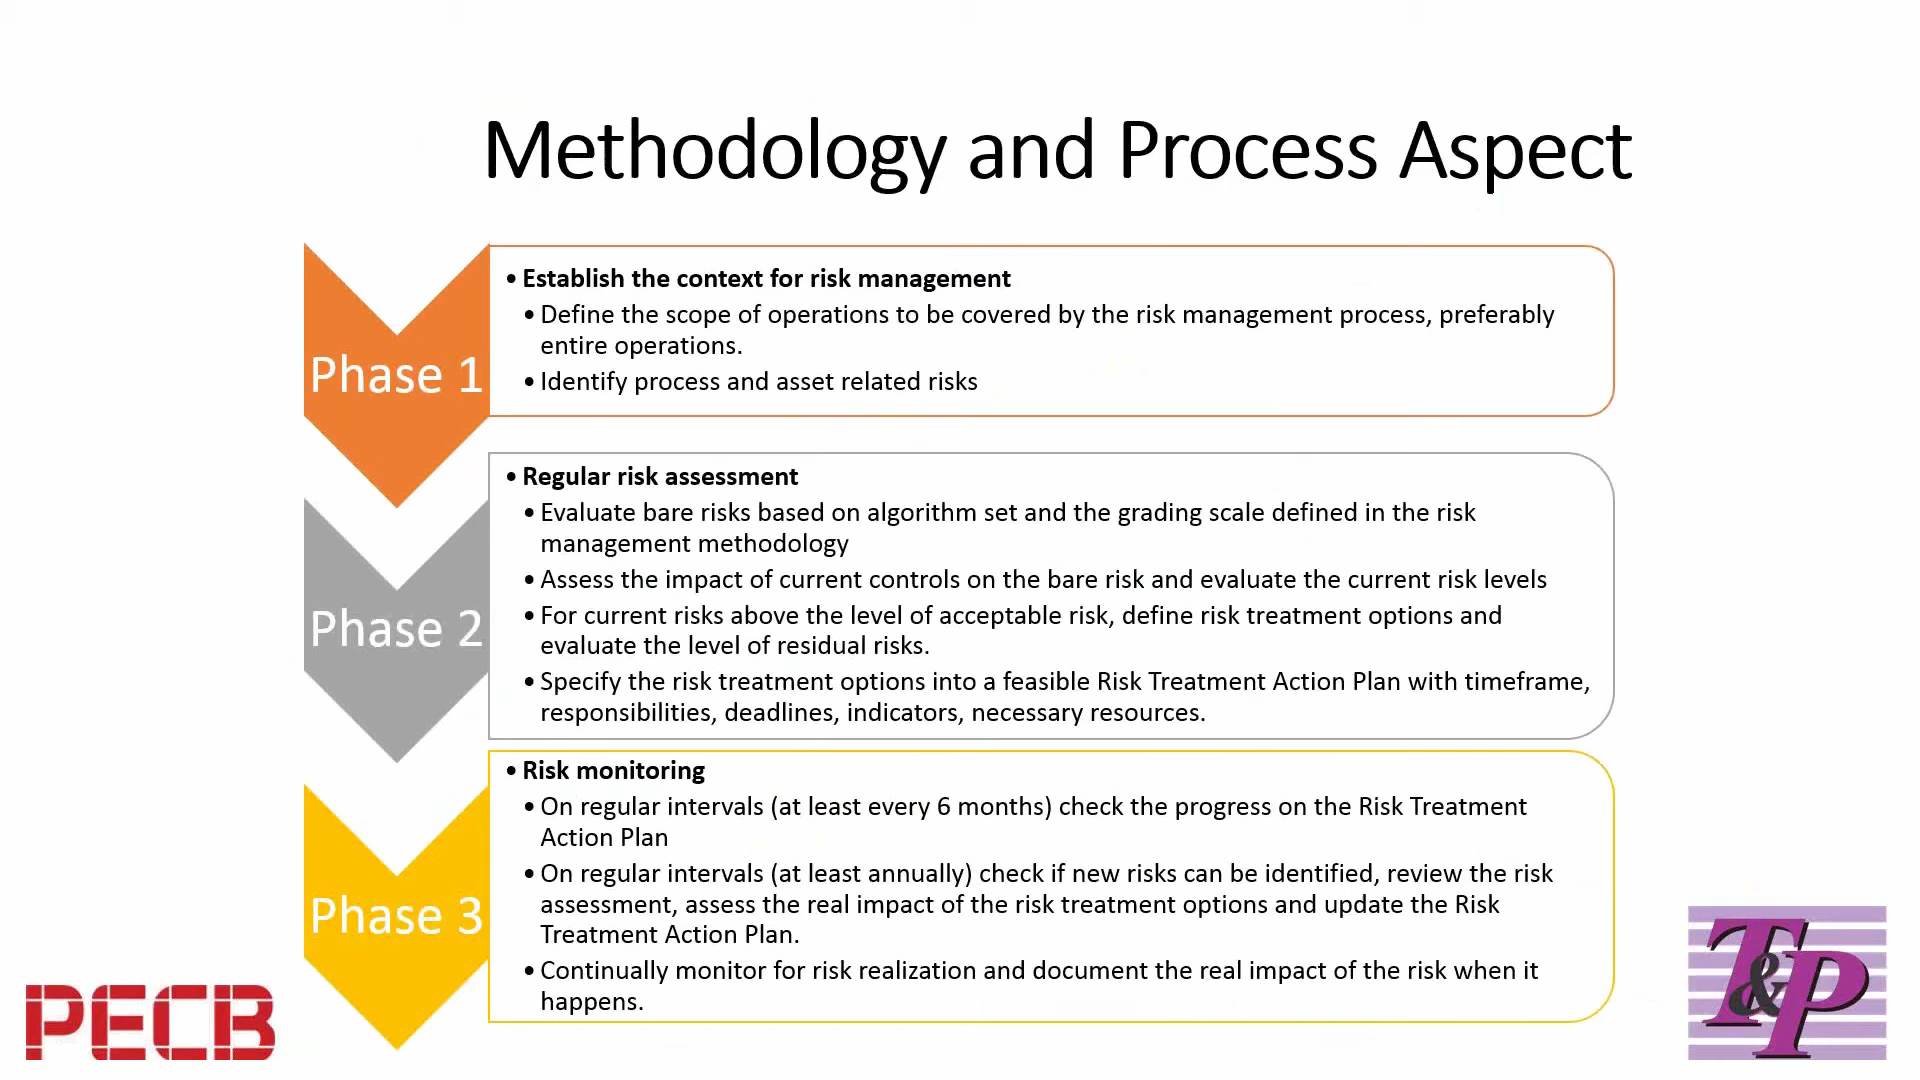 Methodology and Process Aspect
Phase 1
• Establish the context for risk management
• Define the scope of operations to be covered by the risk management process, preferably
entire operations.
• Identify process and asset related risks
Phase 2
• Regular risk assessment
• Evaluate bare risks based on algorithm set and the grading scale defined in the risk
management methodology
• Assess the impact of current controls on the bare risk and evaluate the current risk levels
• For current risks above the level of acceptable risk, define risk treatment options and
evaluate the level of residual risks.
• Specify the risk treatment options into a feasible Risk Treatment Action Plan with timeframe,
responsibilities, deadlines, indicators, necessary resources.
Phase 3
• Risk monitoring
• On regular intervals (at least every 6 months) check the progress on the Risk Treatment
Action Plan
• On regular intervals (at least annually) check if new risks can be identified, review the risk
assessment, assess the real impact of the risk treatment options and update the Risk
Treatment Action Plan.
• Continually monitor for risk realization and document the real impact of the risk when it
happens.
PECB
T&P